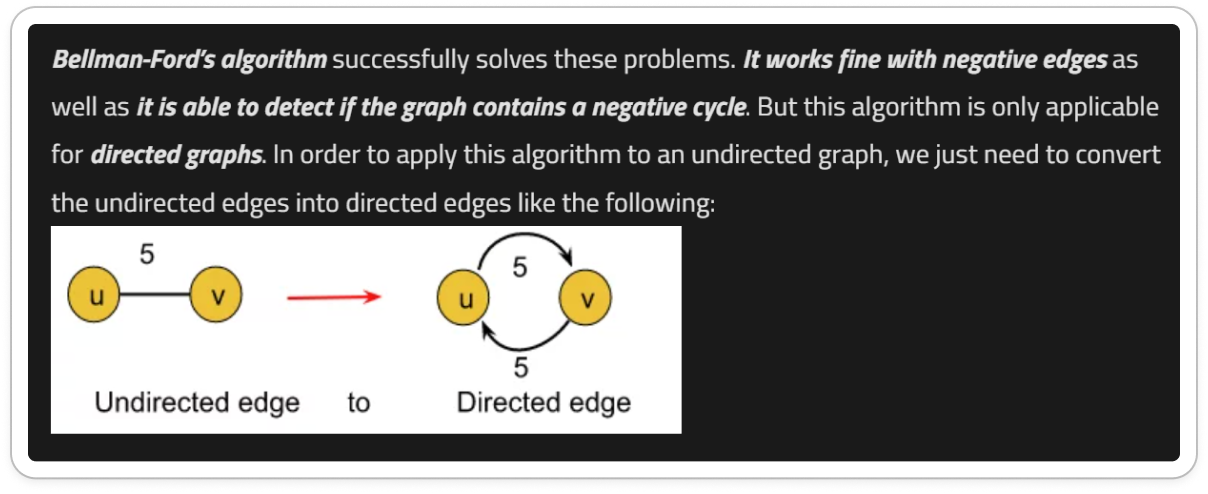 Bellman-Ford's algorithm successfully solves these problems. It works fine with negative edges as
well as it is able to detect if the graph contains a negative cycle. But this algorithm is only applicable
for directed graphs. In order to apply this algorithm to an undirected graph, we just need to convert
the undirected edges into directed edges like the following:
5
u v
5
u v
5
Undirected edge to Directed edge